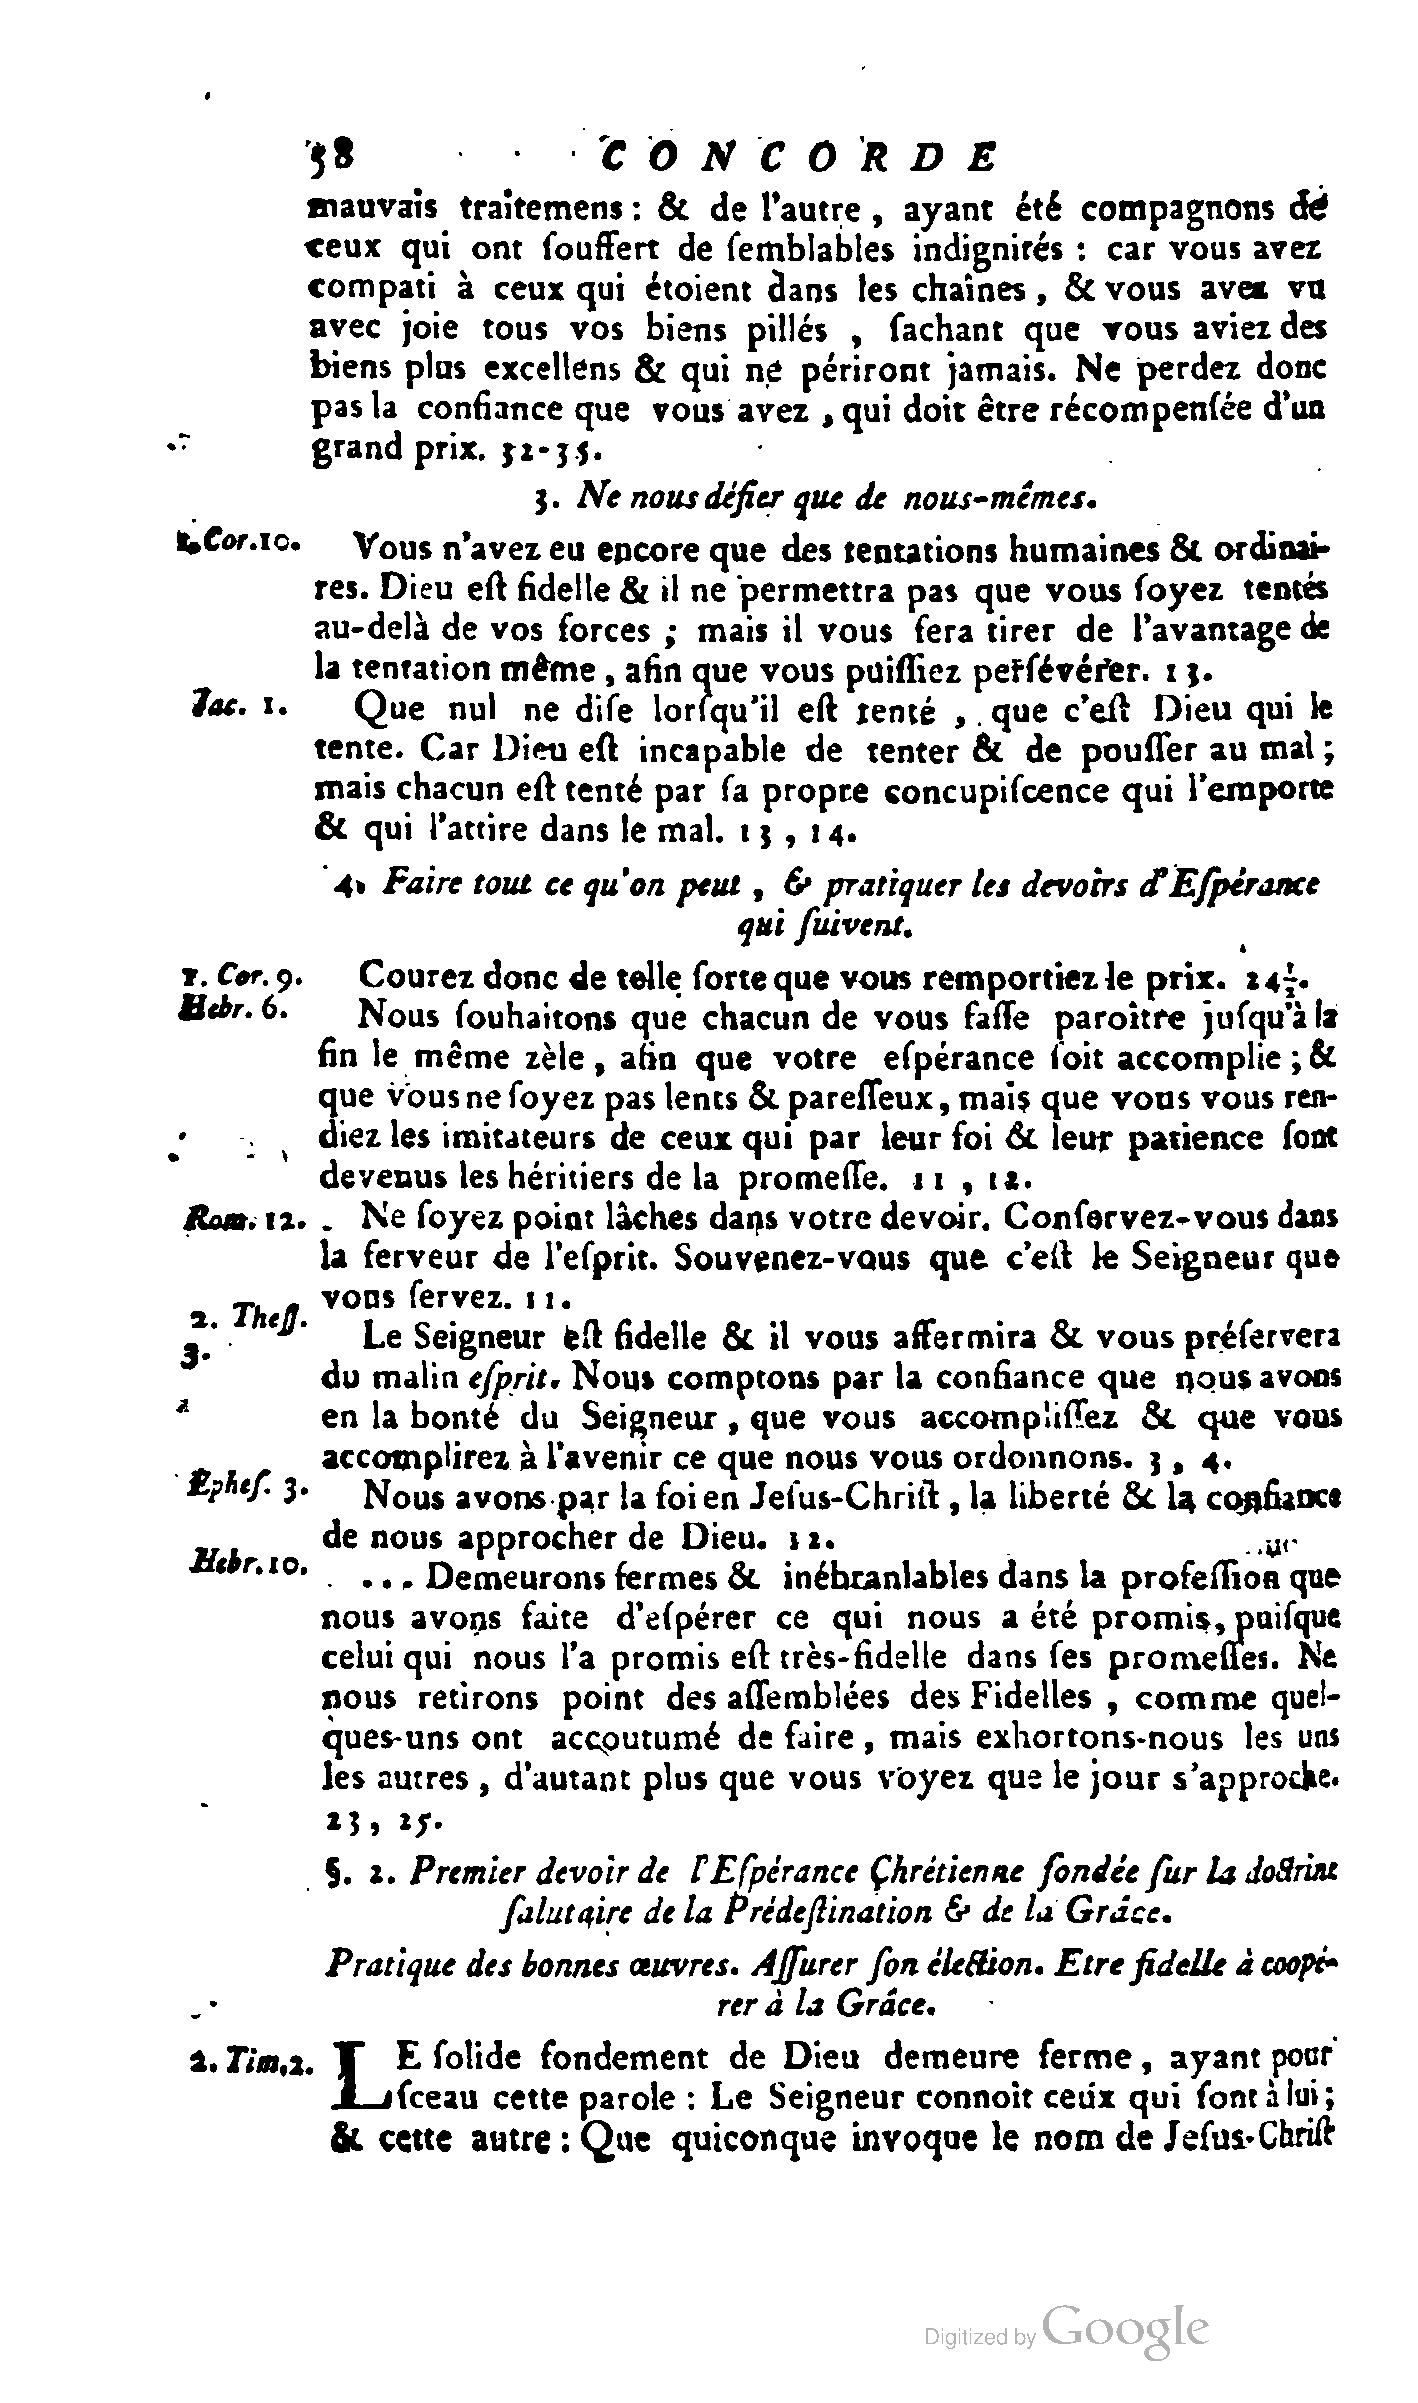 38 CONCORDE
mauvais traitemens : & de l'autre , ayant été compagnons de
ceux qui ont ſouffert de ſemblables indignités : car vous avez
compati à ceux qui étoient dans les chaînes , & vous avez vu
avec joie tous vos biens pillés , ſachant que vous aviez des
biens plus excellens & qui ne périront jamais. Ne perdez donc
pas la confiance que vous avez , qui doit être récompenſée d'un
grand prix. 32-35.
3. Ne nous défier que de nous-mêmes.
1. Cor. 10. Vous n'avez eu encore que des tentations humaines & ordinai-
res. Dieu eſt fidelle & il ne permettra pas que vous ſoyez tentés
au-delà de vos forces ; mais il vous fera tirer de l'avantage de
la tentation même , afin que vous puiſſiez perſévérer. 13.
Jac. 1. Que nul ne diſe lorſqu'il eſt tenté , que c'eſt Dieu qui le
tente. Car Dieu eſt incapable de tenter & de pouſſer au mal ;
mais chacun eſt tenté par ſa propre concupiſcence qui l'emporte
& qui l'attire dans le mal. 13 , 14.
4. Faire tout ce qu'on peut , & pratiquer les devoirs d'Eſpérance
qui ſuivent.
1. Cor. 9. Courez donc de telle ſorte que vous remportiez le prix. 24½.
Hebr. 6. Nous ſouhaitons que chacun de vous faſſe paroître juſqu'à la
fin le même zèle , afin que votre eſpérance ſoit accomplie ; &
que vous ne ſoyez pas lents & pareſſeux , mais que vous vous ren-
diez les imitateurs de ceux qui par leur foi & leur patience ſont
devenus les héritiers de la promeſſe. 11 , 12.
Rom. 12. Ne ſoyez point lâches dans votre devoir. Conſervez-vous dans
la ferveur de l'eſprit. Souvenez-vous que c'eſt le Seigneur que
vous ſervez. 11.
2. Theſſ.
3. Le Seigneur eſt fidelle & il vous affermira & vous préſervera
du malin eſprit. Nous comptons par la confiance que nous avons
en la bonté du Seigneur , que vous accompliſſez & que vous
accomplirez à l'avenir ce que nous vous ordonnons. 3 , 4.
Epheſ. 3. Nous avons par la foi en Jeſus-Chriſt , la liberté & la confiance
de nous approcher de Dieu. 12.
Hebr. 10. ... Demeurons fermes & inébranlables dans la profeſſion que
nous avons faite d'eſpérer ce qui nous a été promis, puiſque
celui qui nous l'a promis eſt très-fidelle dans ſes promeſſes. Ne
nous retirons point des aſſemblées des Fidelles , comme quel-
ques-uns ont accoutumé de faire , mais exhortons-nous les uns
les autres , d'autant plus que vous voyez que le jour s'approche.
23, 25.
§. 2. Premier devoir de l'Eſpérance Chrétienne fondée ſur la doctrine
ſalutaire de la Prédeſtination & de la Grâce.
Pratique des bonnes œuvres. Aſſurer ſon élection. Etre fidelle à coopé-
rer à la Grâce.
2. Tim. 2. LE ſolide fondement de Dieu demeure ferme , ayant pour
ſceau cette parole : Le Seigneur connoit ceux qui ſont à lui ;
& cette autre : Que quiconque invoque le nom de Jeſus-Chriſt
Digitized by Google